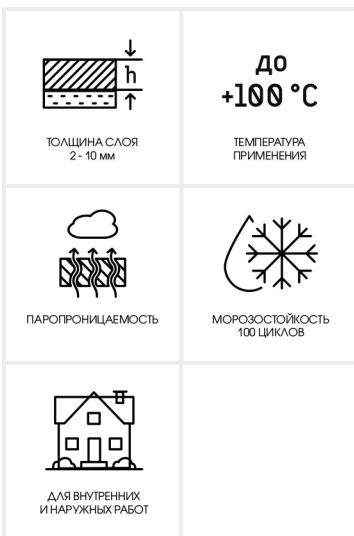 h
ТОЛЩИНА СЛОЯ
2 - 10 мм
до
+100 °C
ТЕМПЕРАТУРА
ПРИМЕНЕНИЯ
ПАРОПРОНИЦАЕМОСТЬ
МОРОЗОСТОЙКОСТЬ
100 ЦИКЛОВ
ДЛЯ ВНУТРЕННИХ
И НАРУЖНЫХ РАБОТ